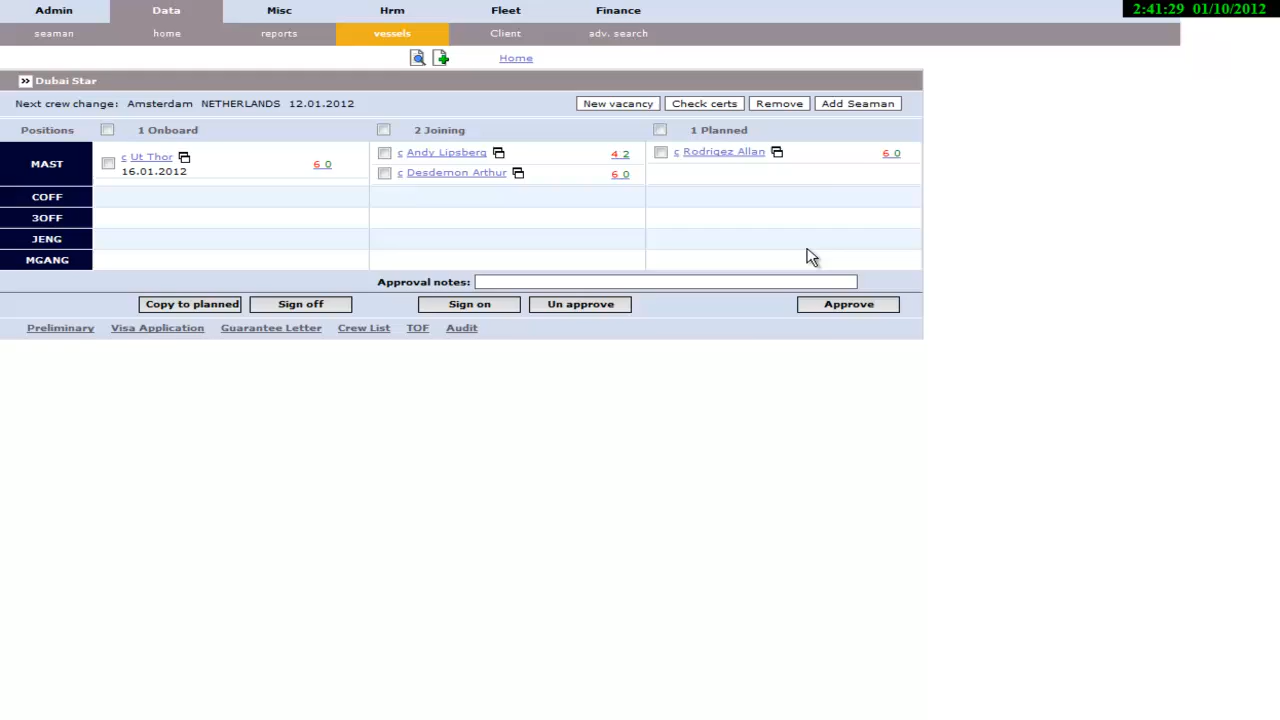 Admin Data Misc Hrm Fleet Finance 2:41:29 01/10/2012
seaman home reports vessels Client adv. search
Home
Dubai Star
Next crew change: Amsterdam NETHERLANDS 12.01.2012 New vacancy Check certs Remove Add Seaman
Positions 1 Onboard 2 Joining 1 Planned
MAST c Ut Thor 6 0 c Andy Lipsberg 4 2 c Rodrigez Allan 6 0
16.01.2012 c Desdemon Arthur 6 0
COFF
3OFF
JENG
MGANG
Approval notes:
Copy to planned Sign off Sign on Un approve Approve
Preliminary Visa Application Guarantee Letter Crew List TOF Audit